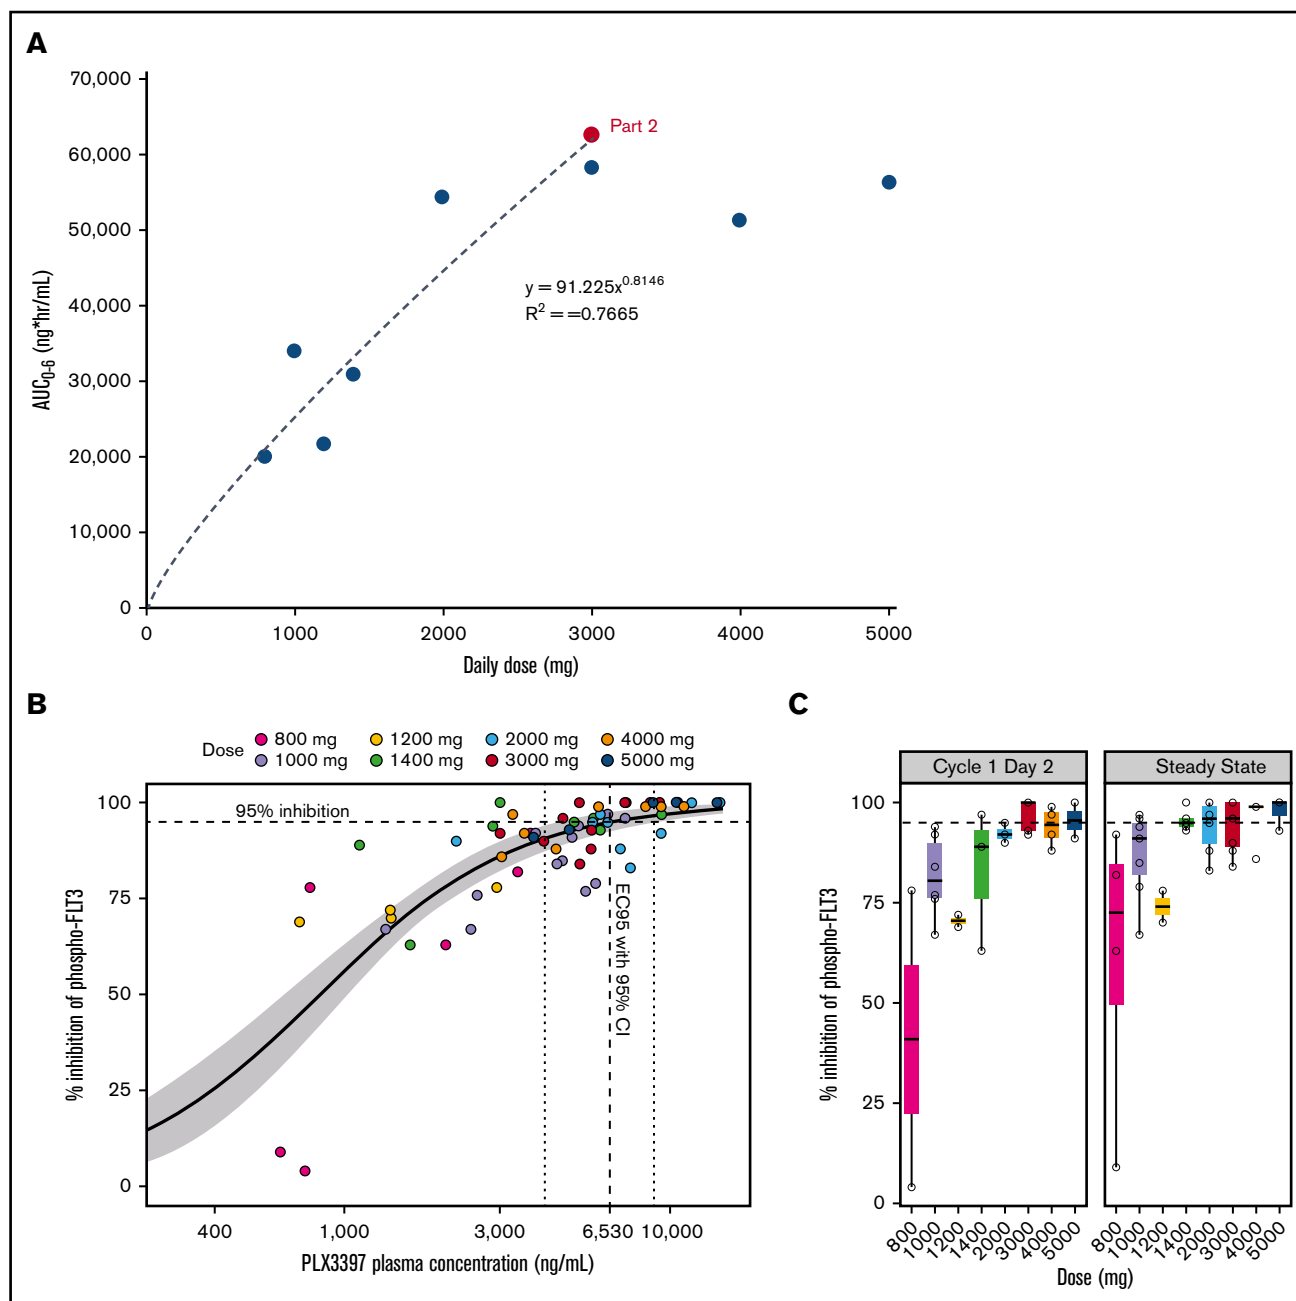 A
70,000
60,000
50,000
40,000
30,000
20,000
10,000
0
AUC0-6 (ng*hr/mL)
Part 2
y = 91.225x^0.8146
R² = =0.7665
0 1000 2000 3000 4000 5000
Daily dose (mg)
B
Dose 800 mg 1200 mg 2000 mg 4000 mg
1000 mg 1400 mg 3000 mg 5000 mg
100
75
50
25
0
% inhibition of phospho-FLT3
95% inhibition
EC95 with 95% CI
400 1,000 3,000 6,530 10,000
PLX3397 plasma concentration (ng/mL)
C
Cycle 1 Day 2 Steady State
100
75
50
25
0
% inhibition of phospho-FLT3
800 1000 1200 1400 2000 3000 4000 5000 800 1000 1200 1400 2000 3000 4000 5000
Dose (mg)